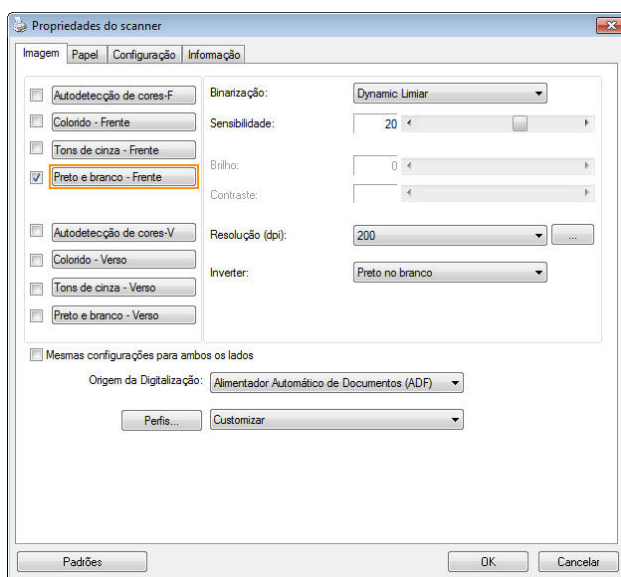 Propriedades do scanner
Imagem Papel Configuração Informação
Autodetecção de cores-F
Colorido - Frente
Tons de cinza - Frente
Preto e branco - Frente
Autodetecção de cores-V
Colorido - Verso
Tons de cinza - Verso
Preto e branco - Verso
Binarização: Dynamic Limiar
Sensibilidade: 20
Brilho: 0
Contraste:
Resolução (dpi): 200 ...
Inverter: Preto no branco
Mesmas configurações para ambos os lados
Origem da Digitalização: Alimentador Automático de Documentos (ADF)
Perfis... Customizar
Padrões OK Cancelar